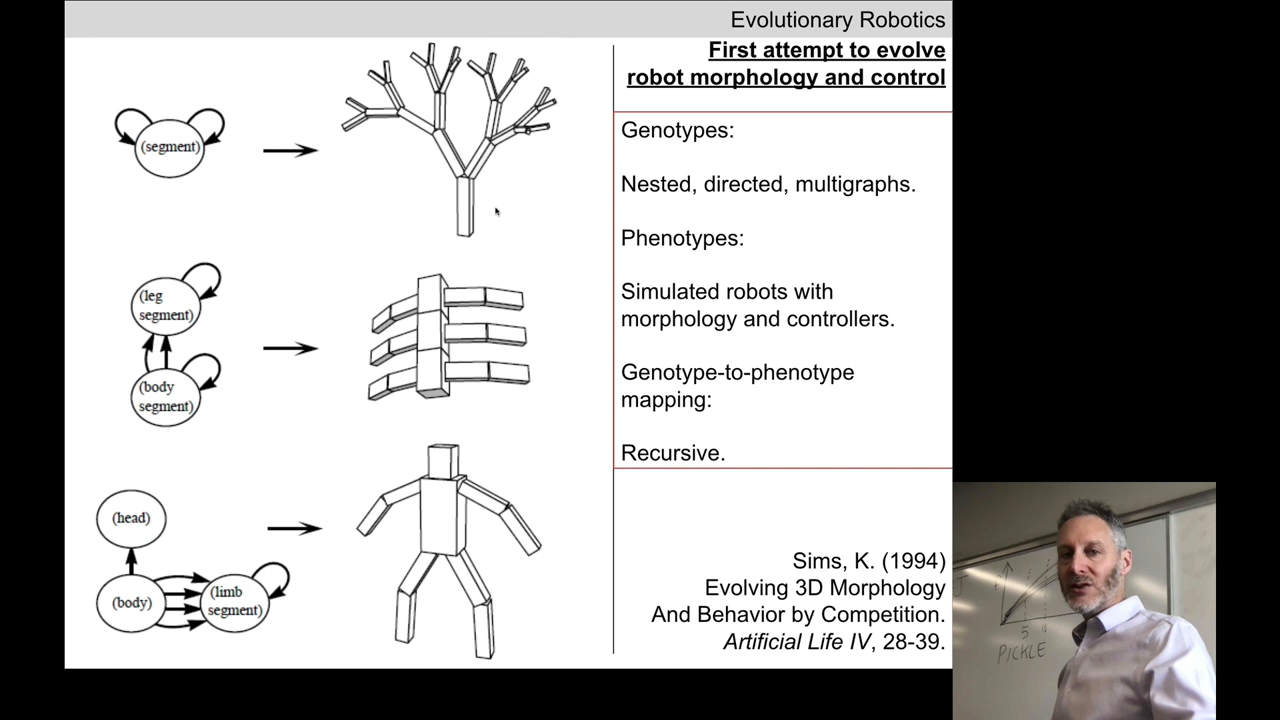 Evolutionary Robotics
First attempt to evolve
robot morphology and control
(segment)
(leg
segment)
(body
segment)
(head)
(body)
(limb
segment)
Genotypes:
Nested, directed, multigraphs.
Phenotypes:
Simulated robots with
morphology and controllers.
Genotype-to-phenotype
mapping:
Recursive.
Sims, K. (1994)
Evolving 3D Morphology
And Behavior by Competition.
Artificial Life IV, 28-39.
5
PICKLE